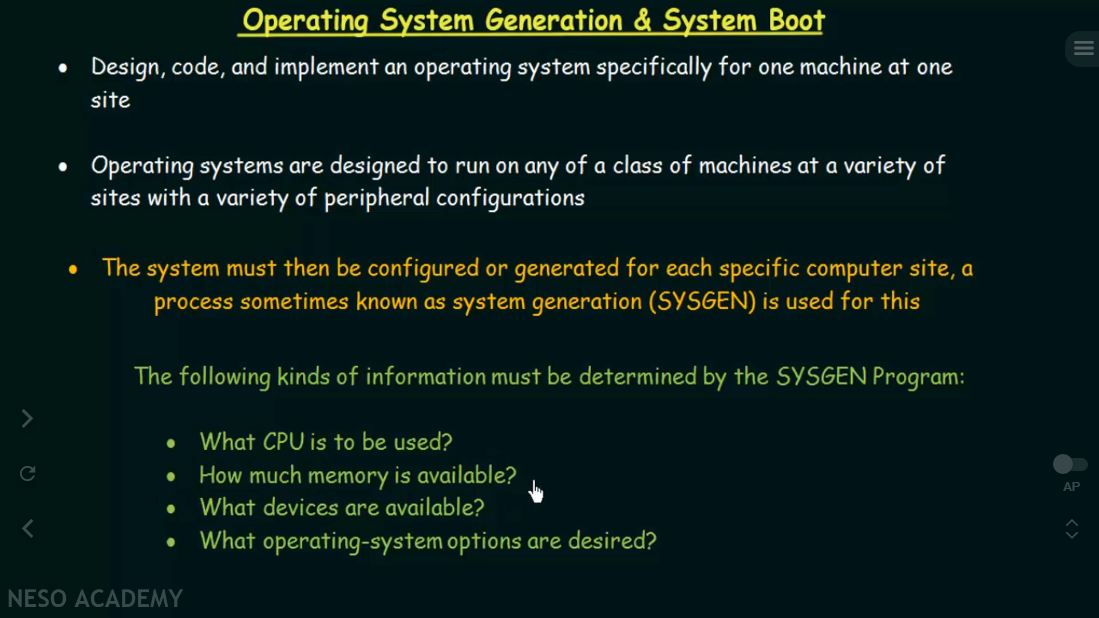 Operating System Generation & System Boot
• Design, code, and implement an operating system specifically for one machine at one
site
• Operating systems are designed to run on any of a class of machines at a variety of
sites with a variety of peripheral configurations
• The system must then be configured or generated for each specific computer site, a
process sometimes known as system generation (SYSGEN) is used for this
The following kinds of information must be determined by the SYSGEN Program:
• What CPU is to be used?
• How much memory is available?
• What devices are available?
• What operating-system options are desired?
AP
NESO ACADEMY